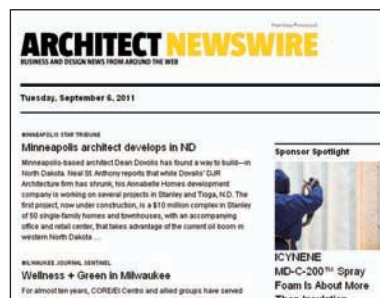 ARCHITECT NEWSWIRE
BUSINESS AND DESIGN NEWS FROM AROUND THE WEB
Tuesday, September 6, 2011
MINNEAPOLIS STAR TRIBUNE
Minneapolis architect develops in ND
Minneapolis-based architect Dean Dovolis has found a way to build—in
North Dakota. Neal St. Anthony reports that while Dovolis' DJR
Architecture firm has shrunk, his Annabelle Homes development
company is working on several projects in Stanley and Tioga, N.D. The
first project, now under construction, is a $10 million complex in Stanley
of 50 single-family homes and townhouses, with an accompanying
office and retail center, that takes advantage of the current oil boom in
western North Dakota ...
MILWAUKEE JOURNAL SENTINEL
Wellness + Green in Milwaukee
For almost ten years, CORE/El Centro and allied groups have served
Sponsor Spotlight
ICYNENE
MD-C-200™ Spray
Foam Is About More
Than Insulation